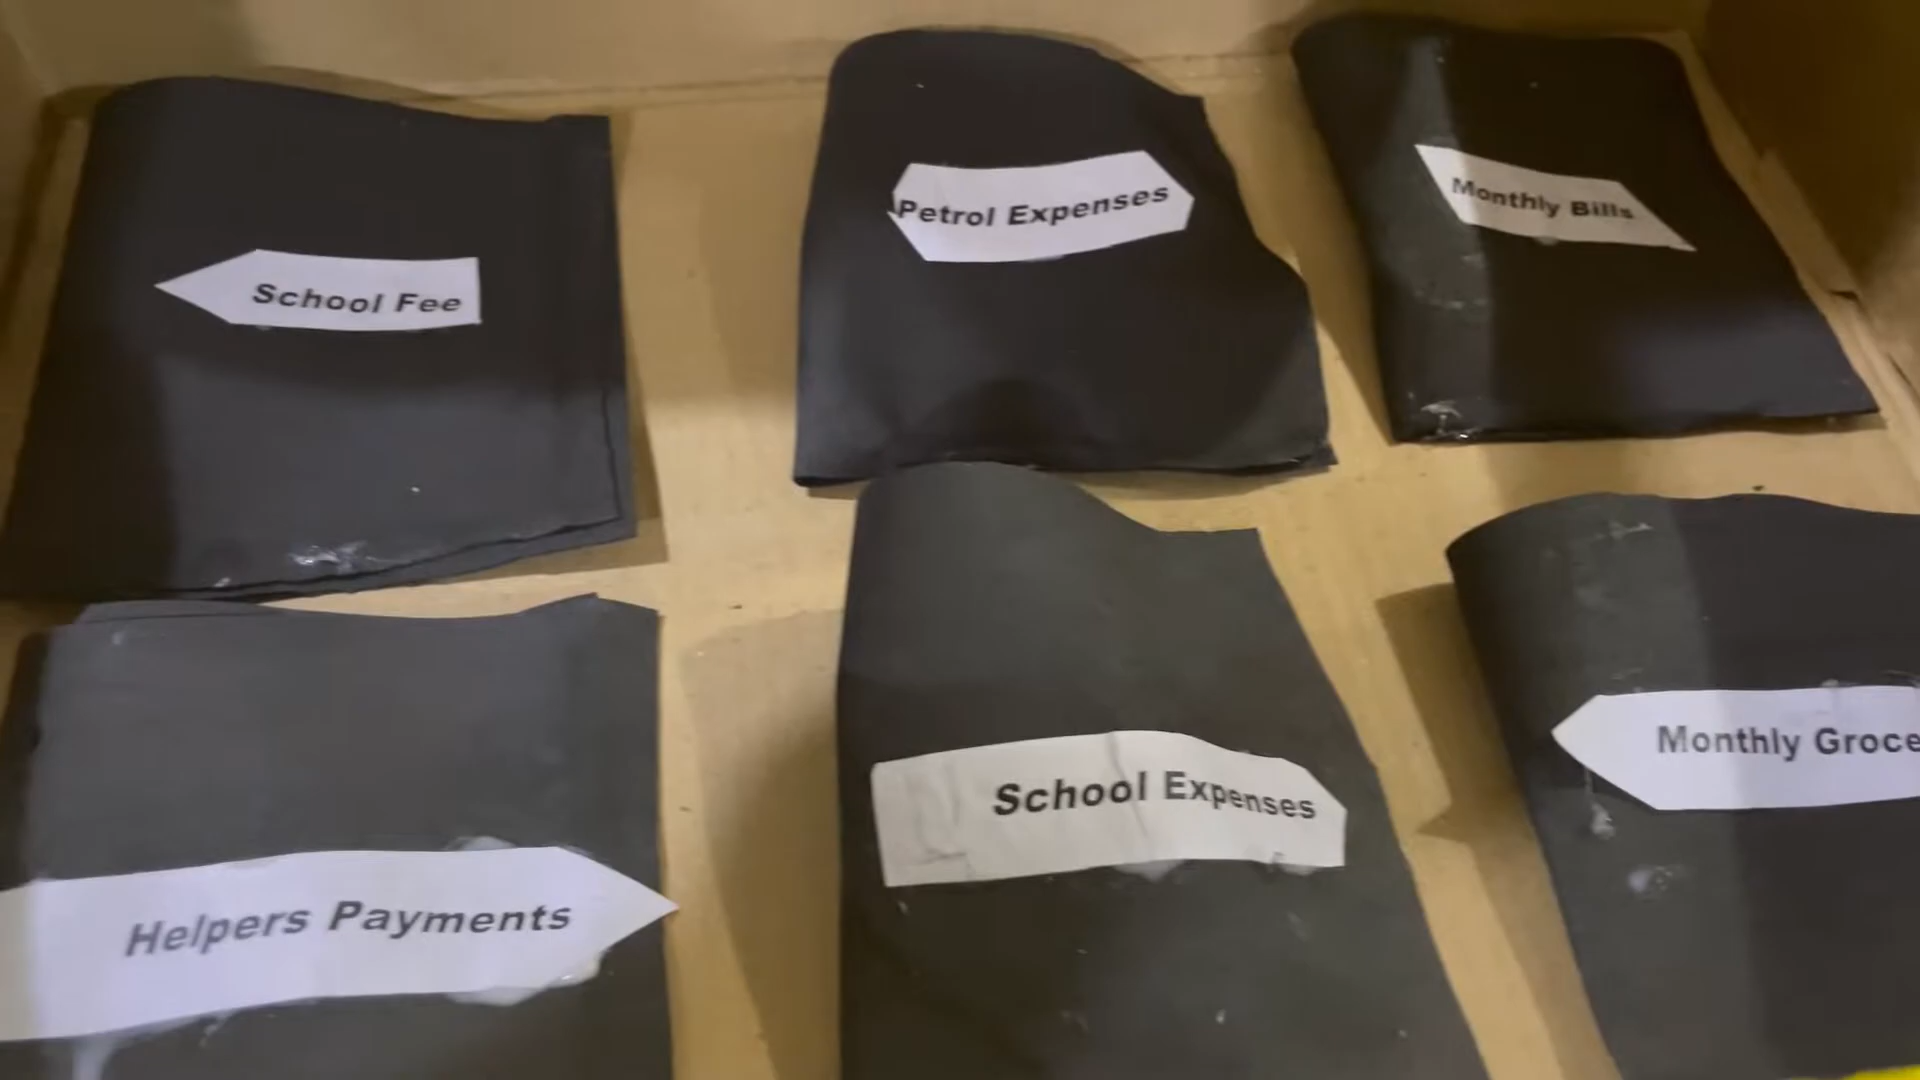 School Fee
Petrol Expenses
Monthly Bills
Helpers Payments
School Expenses
Monthly Groce